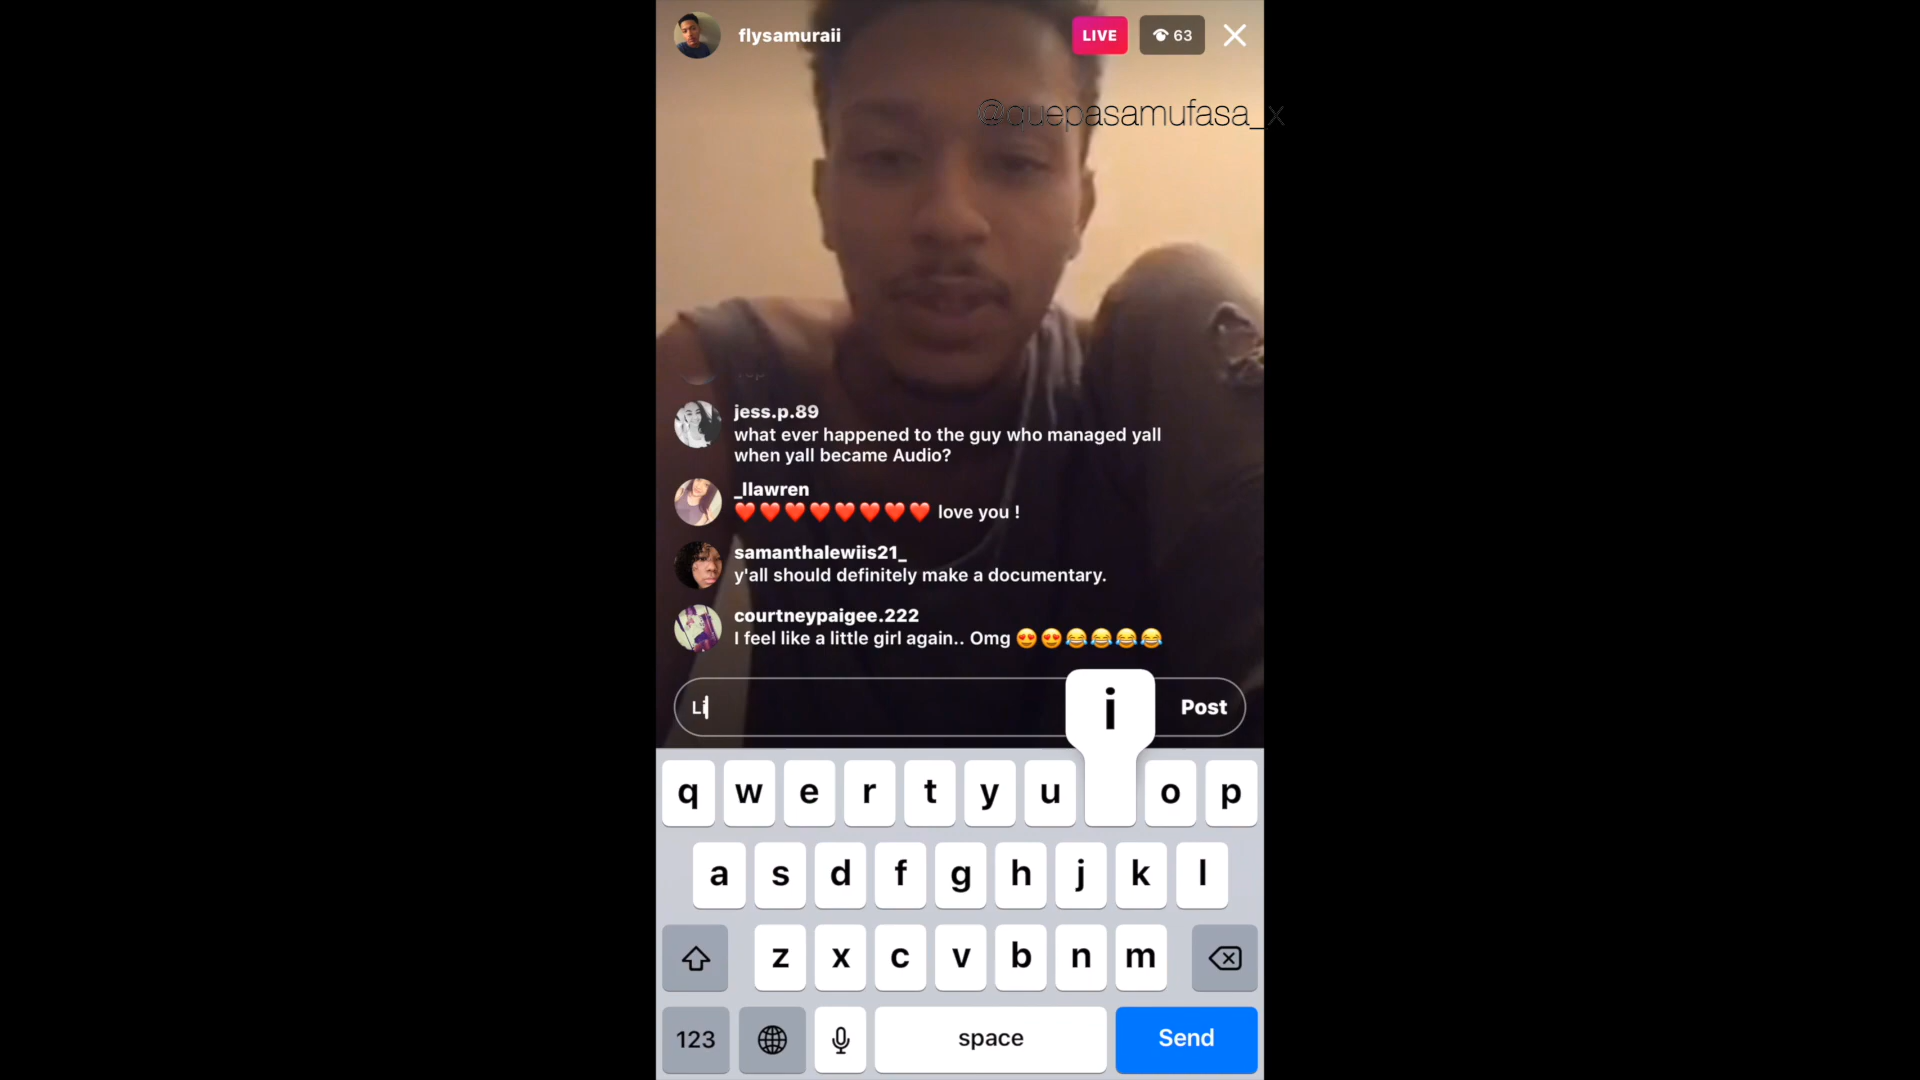 flysamuraii
LIVE
63
@quepasamufasa_x
jess.p.89
what ever happened to the guy who managed yall
when yall became Audio?
_llawren
❤️❤️❤️❤️❤️❤️❤️❤️ love you !
samanthalewiis21_
y'all should definitely make a documentary.
courtneypaigee.222
I feel like a little girl again.. Omg 😍😍😂😂😂😂
Li
i
Post
q w e r t y u o p
a s d f g h j k l
z x c v b n m
123
space
Send